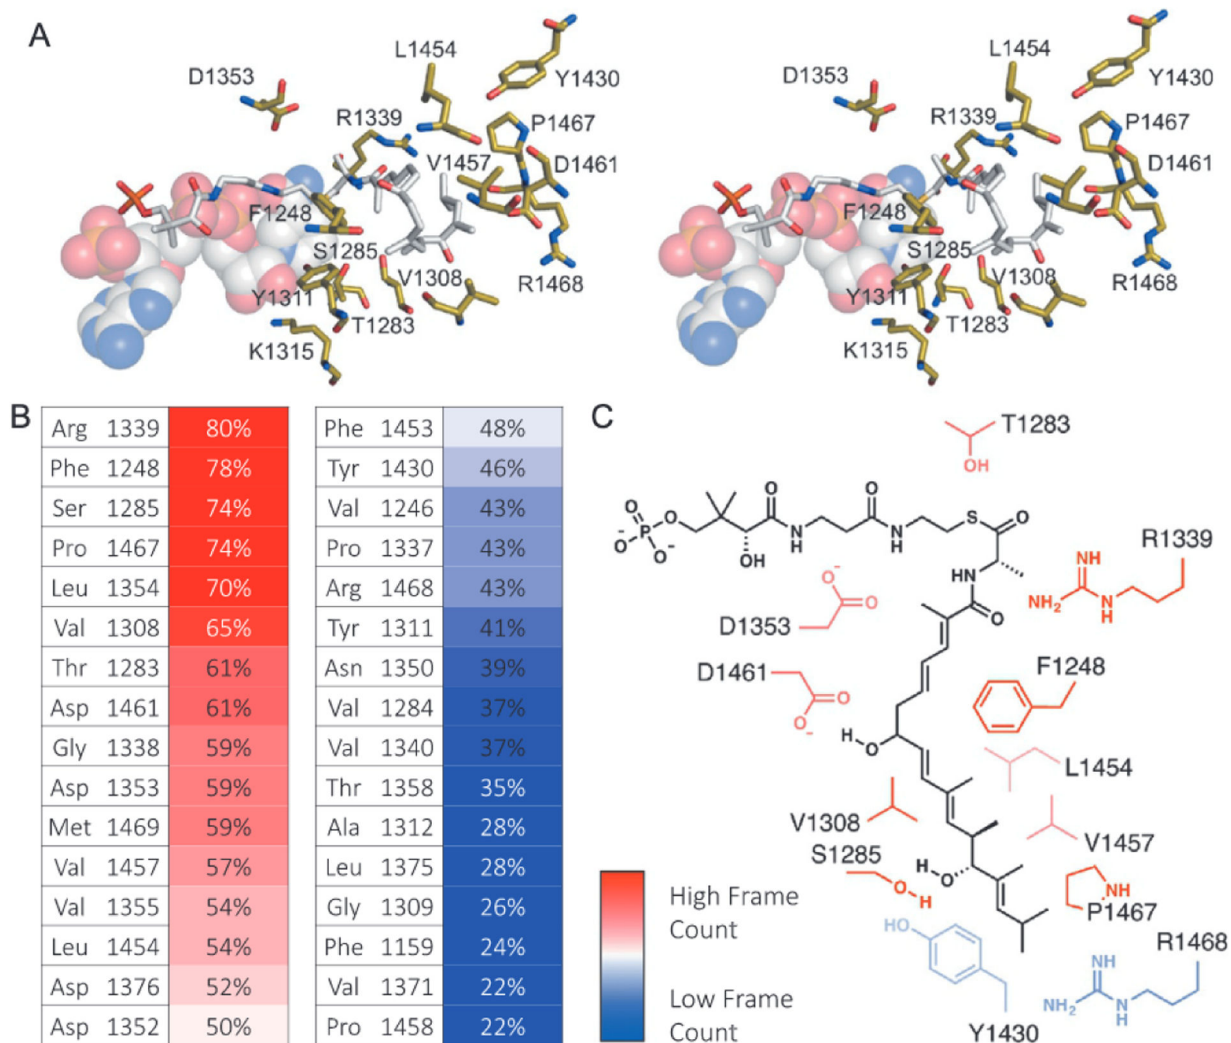 A
D1353
L1454
Y1430
R1339
P1467
D1461
V1457
F1248
S1285
V1308
R1468
Y1311
T1283
K1315
D1353
L1454
Y1430
R1339
P1467
D1461
F1248
S1285
V1308
R1468
Y1311
T1283
K1315
B
Arg 1339 80%
Phe 1248 78%
Ser 1285 74%
Pro 1467 74%
Leu 1354 70%
Val 1308 65%
Thr 1283 61%
Asp 1461 61%
Gly 1338 59%
Asp 1353 59%
Met 1469 59%
Val 1457 57%
Val 1355 54%
Leu 1454 54%
Asp 1376 52%
Asp 1352 50%
Phe 1453 48%
Tyr 1430 46%
Val 1246 43%
Pro 1337 43%
Arg 1468 43%
Tyr 1311 41%
Asn 1350 39%
Val 1284 37%
Val 1340 37%
Thr 1358 35%
Ala 1312 28%
Leu 1375 28%
Gly 1309 26%
Phe 1159 24%
Val 1371 22%
Pro 1458 22%
High Frame
Count
Low Frame
Count
C
T1283
OH
O
O
O
S
O
O
P
O⁻
O⁻
OH
N
H
N
H
R1339
HN
O
NH
NH₂
N
H
O⁻
O
D1353
D1461
O
O⁻
F1248
H
O
L1454
V1308
V1457
S1285
O
H
H
O
NH
P1467
HO
R1468
NH
NH₂
N
H
Y1430